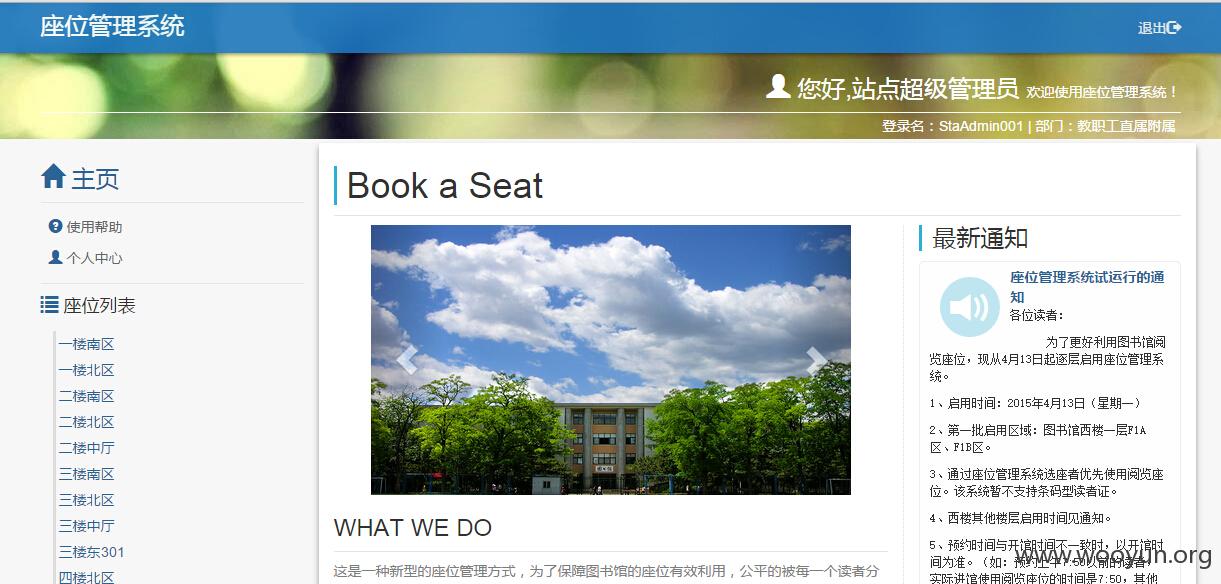 座位管理系统
退出
您好,站点超级管理员 欢迎使用座位管理系统！
登录名：StaAdmin001 | 部门：教职工直属附属
主页
使用帮助
个人中心
座位列表
一楼南区
一楼北区
二楼南区
二楼北区
二楼中厅
三楼南区
三楼北区
三楼中厅
三楼东301
四楼北区
Book a Seat
WHAT WE DO
这是一种新型的座位管理方式，为了保障图书馆的座位有效利用，公平的被每一个读者分
最新通知
座位管理系统试运行的通
知
各位读者：
为了更好利用图书馆阅
览座位，现从4月13日起逐层启用座位管理系
统。
1、启用时间：2015年4月13日（星期一）
2、第一批启用区域：图书馆西楼一层F1A
区、F1B区。
3、通过座位管理系统选座者优先使用阅览座
位。该系统暂不支持条码型读者证。
4、西楼其他楼层启用时间见通知。
5、预约时间与开馆时间不一致时，以开馆时
间为准。（如：预约上午7:30以前的读者，
实际进馆使用阅览座位的时间是7:50，其他
www.wooyun.org